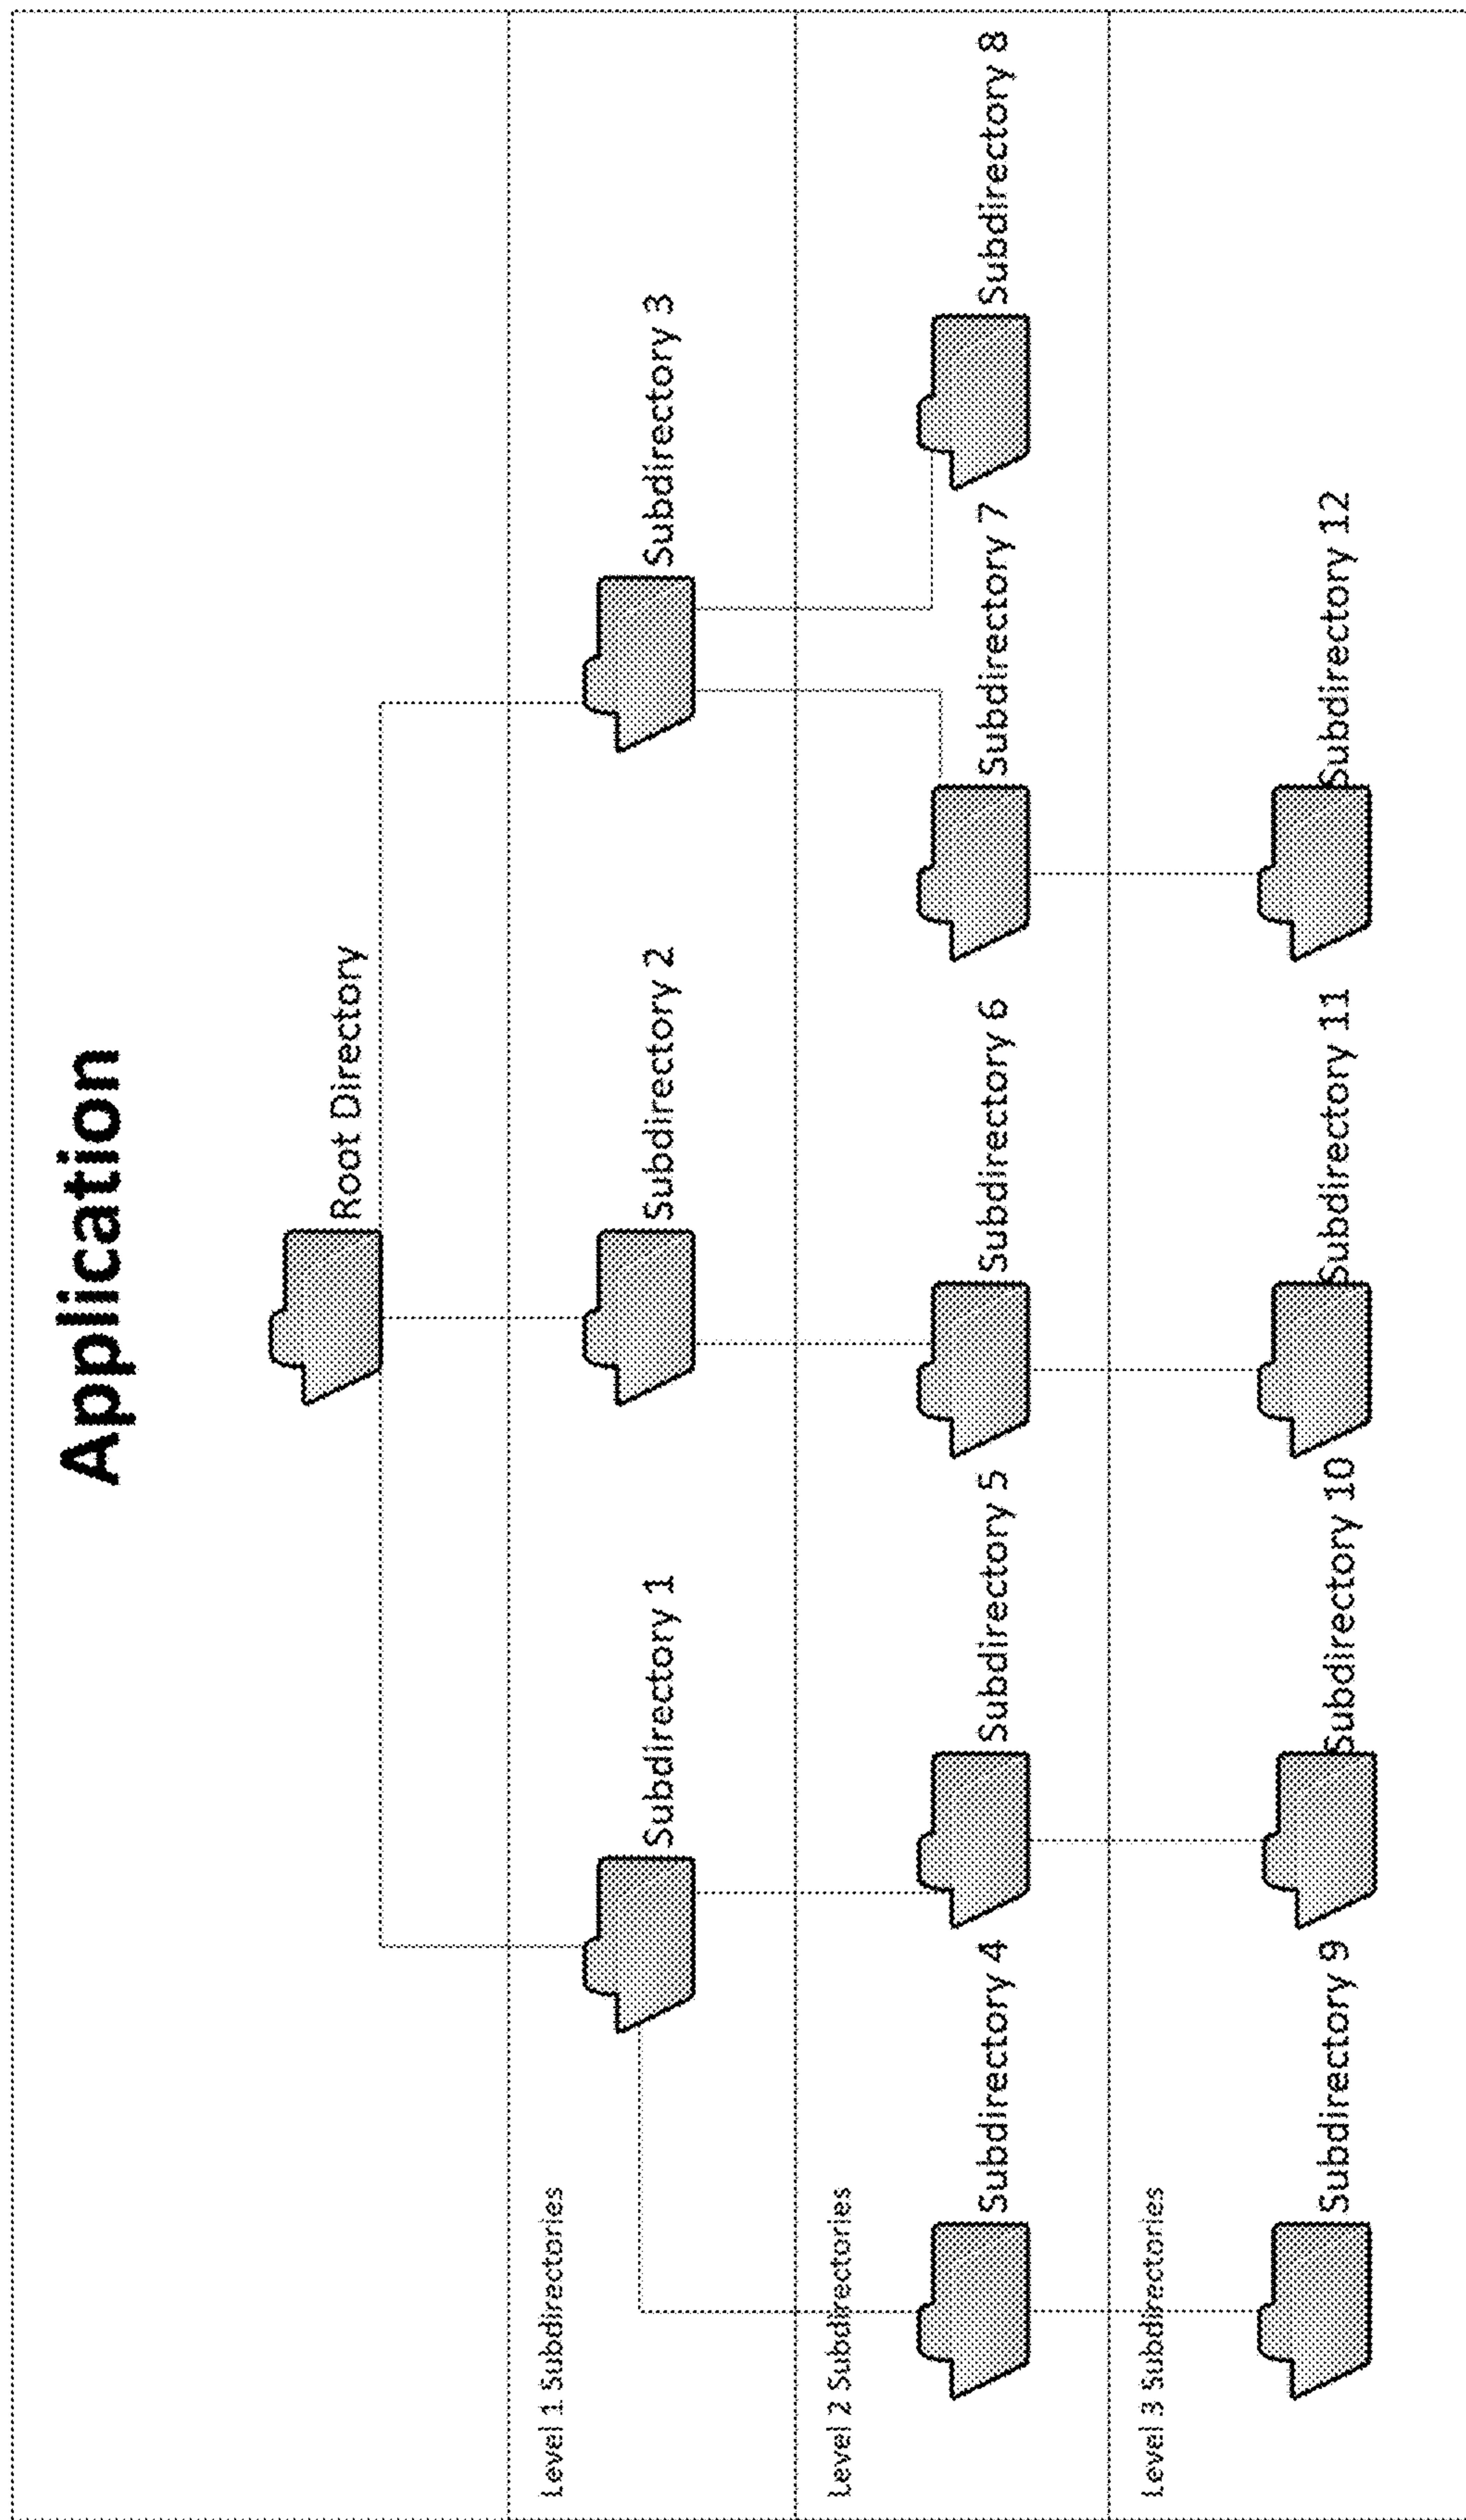 Application
Root Directory
Level 1 Subdirectories
Subdirectory 1
Subdirectory 2
Subdirectory 3
Level 2 Subdirectories
Subdirectory 4
Subdirectory 5
Subdirectory 6
Subdirectory 7
Subdirectory 8
Level 3 Subdirectories
Subdirectory 9
Subdirectory 10
Subdirectory 11
Subdirectory 12